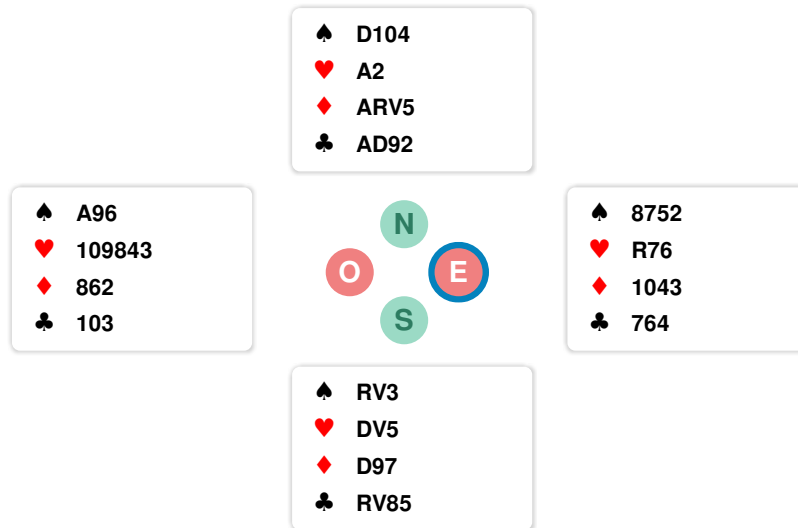 ♠ D104
♥ A2
♦ ARV5
♣ AD92
♠ A96
♥ 109843
♦ 862
♣ 103
N
O E
S
♠ 8752
♥ R76
♦ 1043
♣ 764
♠ RV3
♥ DV5
♦ D97
♣ RV85